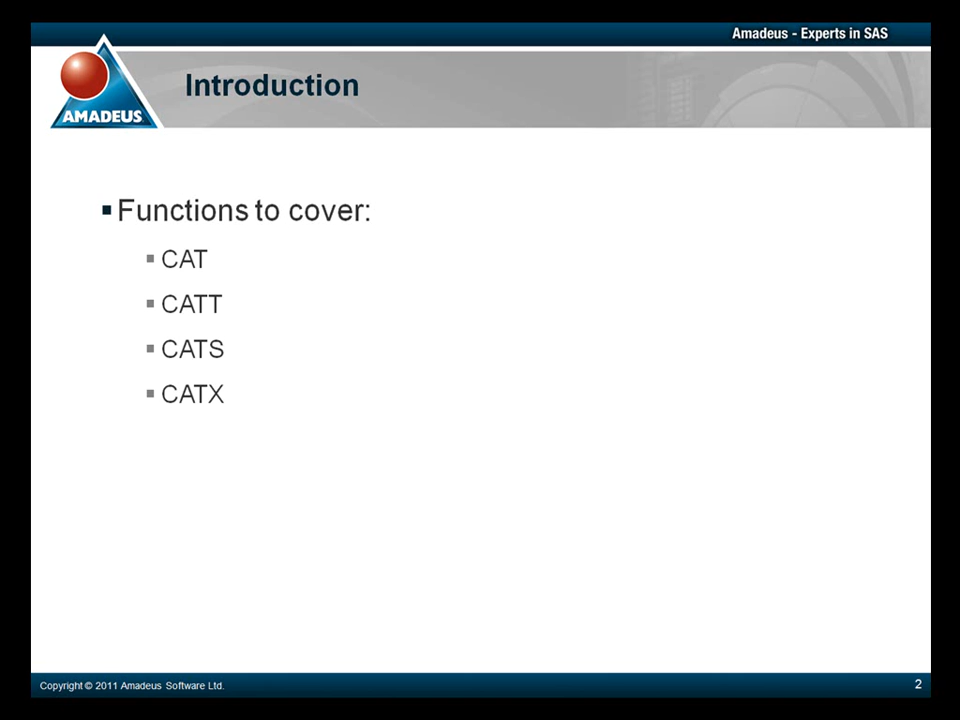 Amadeus - Experts in SAS
AMADEUS
Introduction
Functions to cover:
CAT
CATT
CATS
CATX
Copyright © 2011 Amadeus Software Ltd.
2